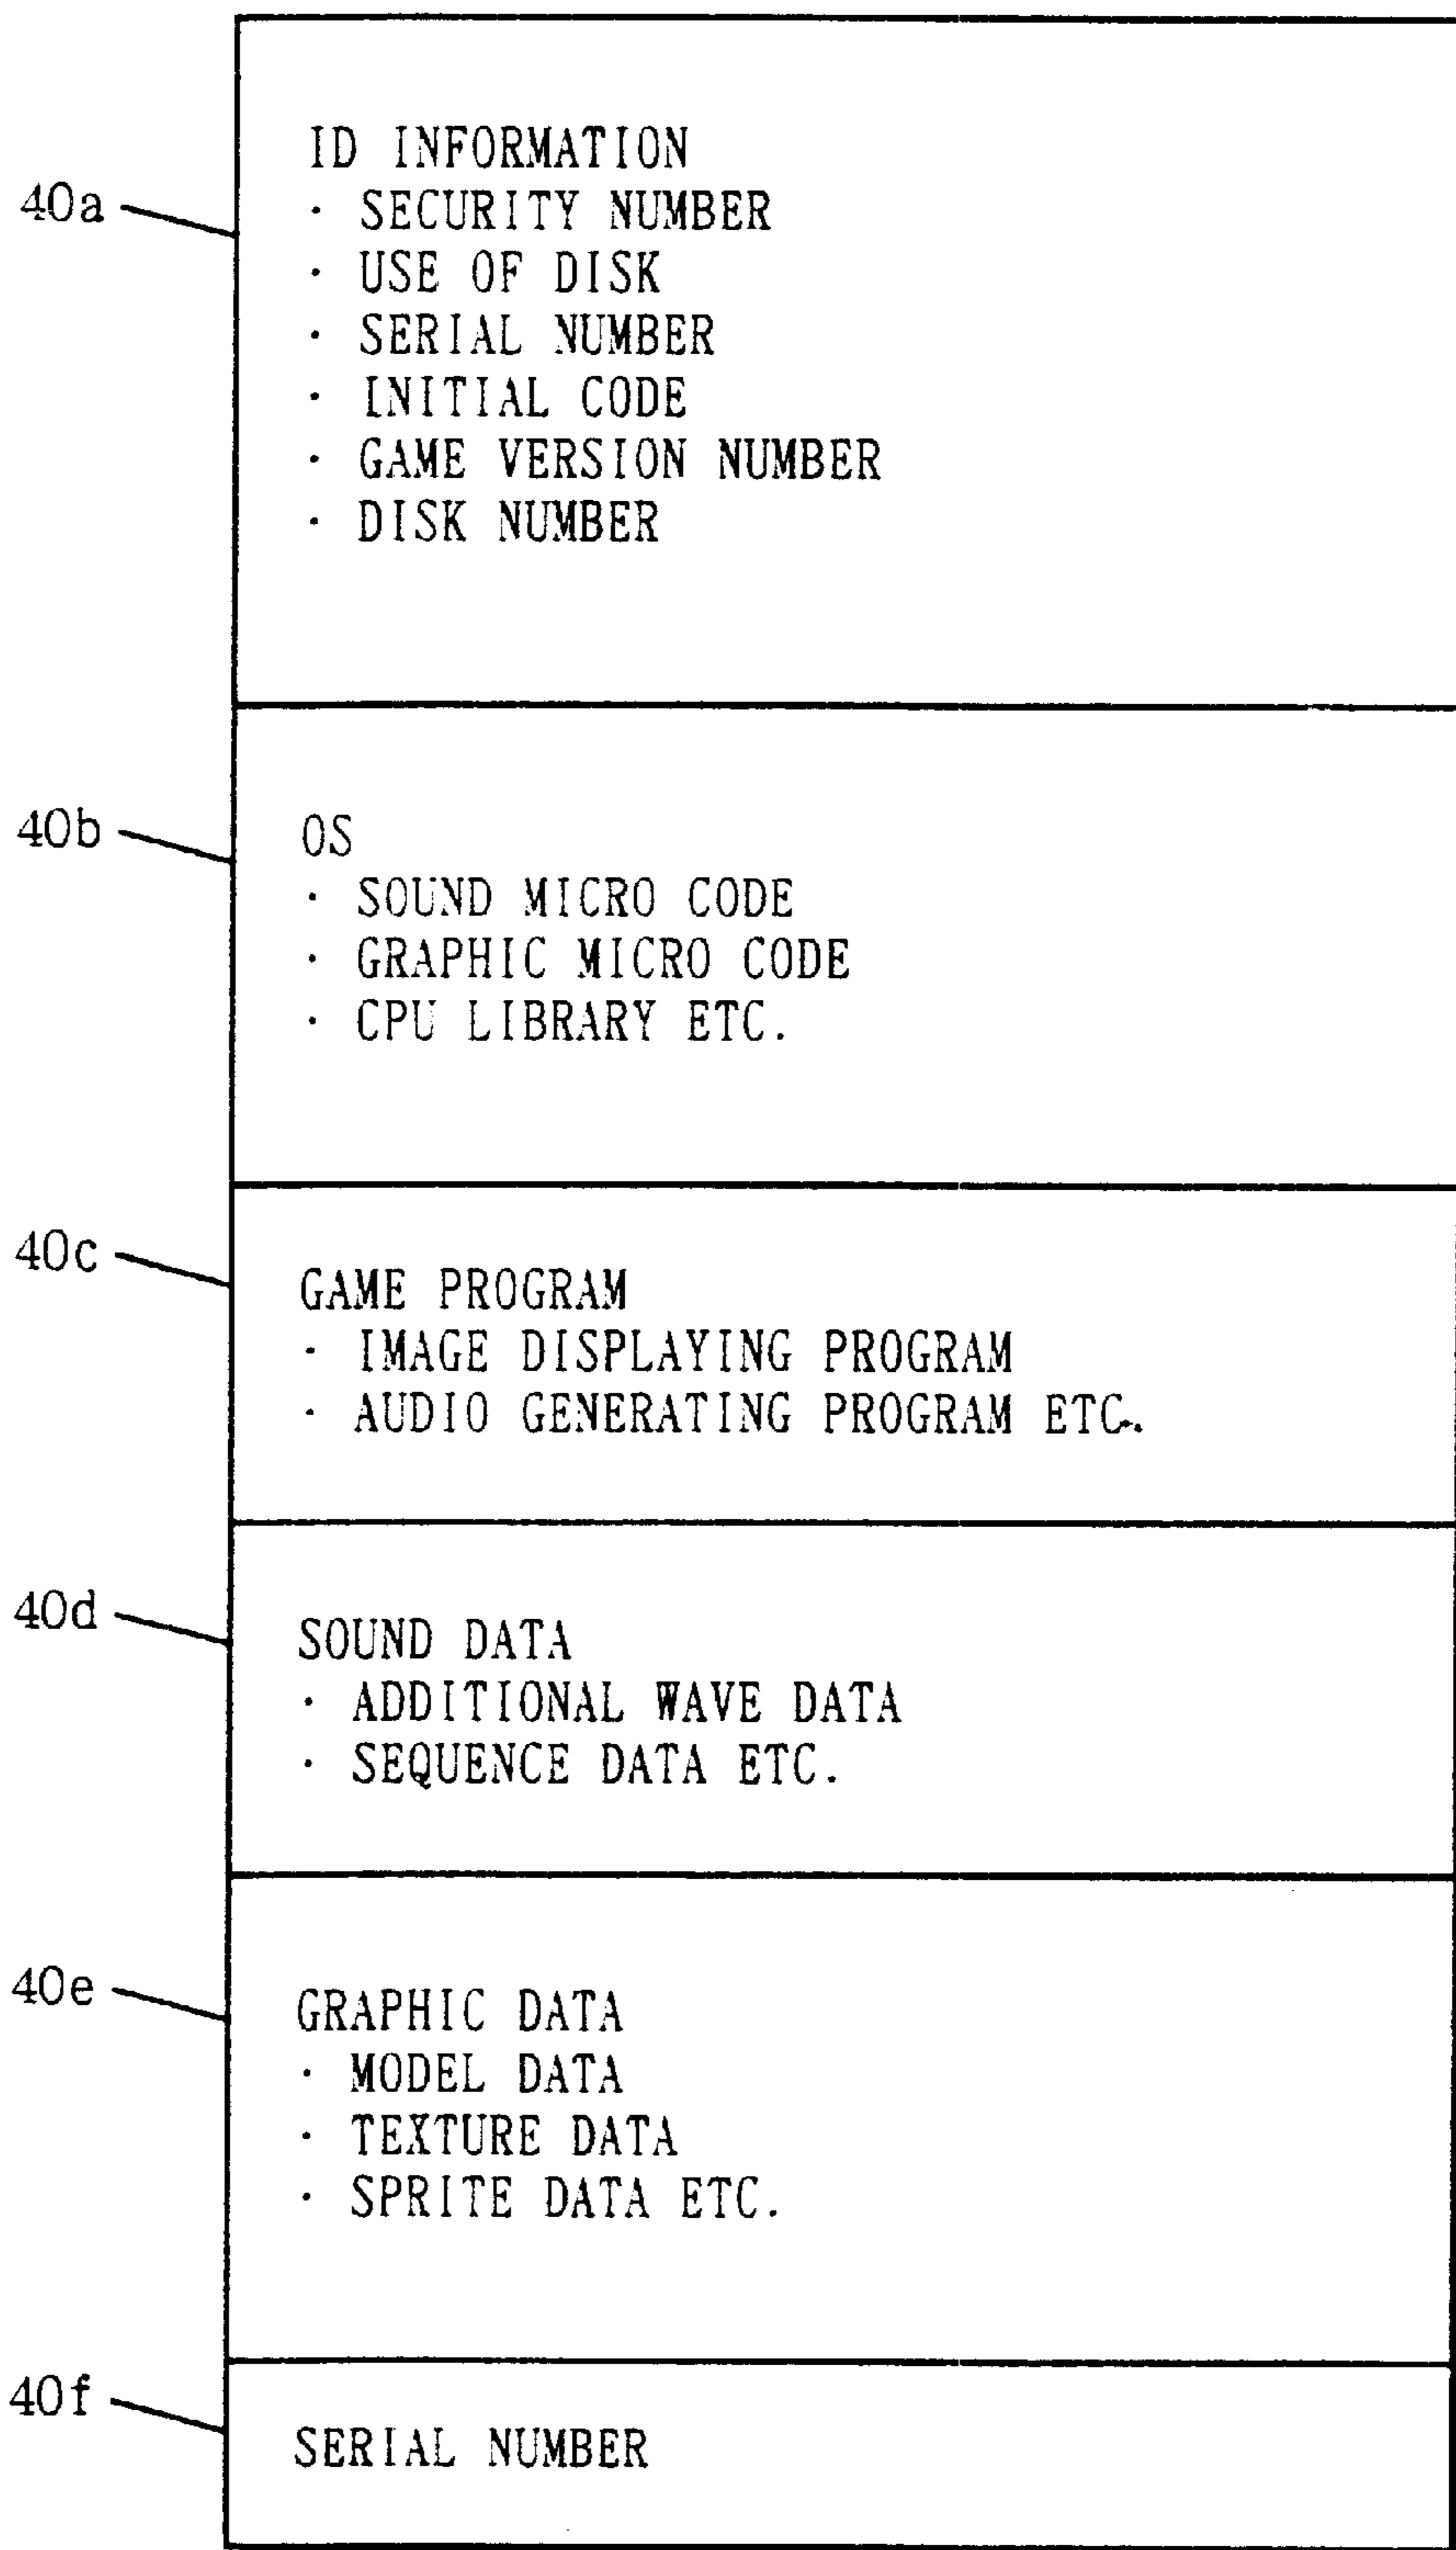 40a
ID INFORMATION
· SECURITY NUMBER
· USE OF DISK
· SERIAL NUMBER
· INITIAL CODE
· GAME VERSION NUMBER
· DISK NUMBER
40b
OS
· SOUND MICRO CODE
· GRAPHIC MICRO CODE
· CPU LIBRARY ETC.
40c
GAME PROGRAM
· IMAGE DISPLAYING PROGRAM
· AUDIO GENERATING PROGRAM ETC.
40d
SOUND DATA
· ADDITIONAL WAVE DATA
· SEQUENCE DATA ETC.
40e
GRAPHIC DATA
· MODEL DATA
· TEXTURE DATA
· SPRITE DATA ETC.
40f
SERIAL NUMBER